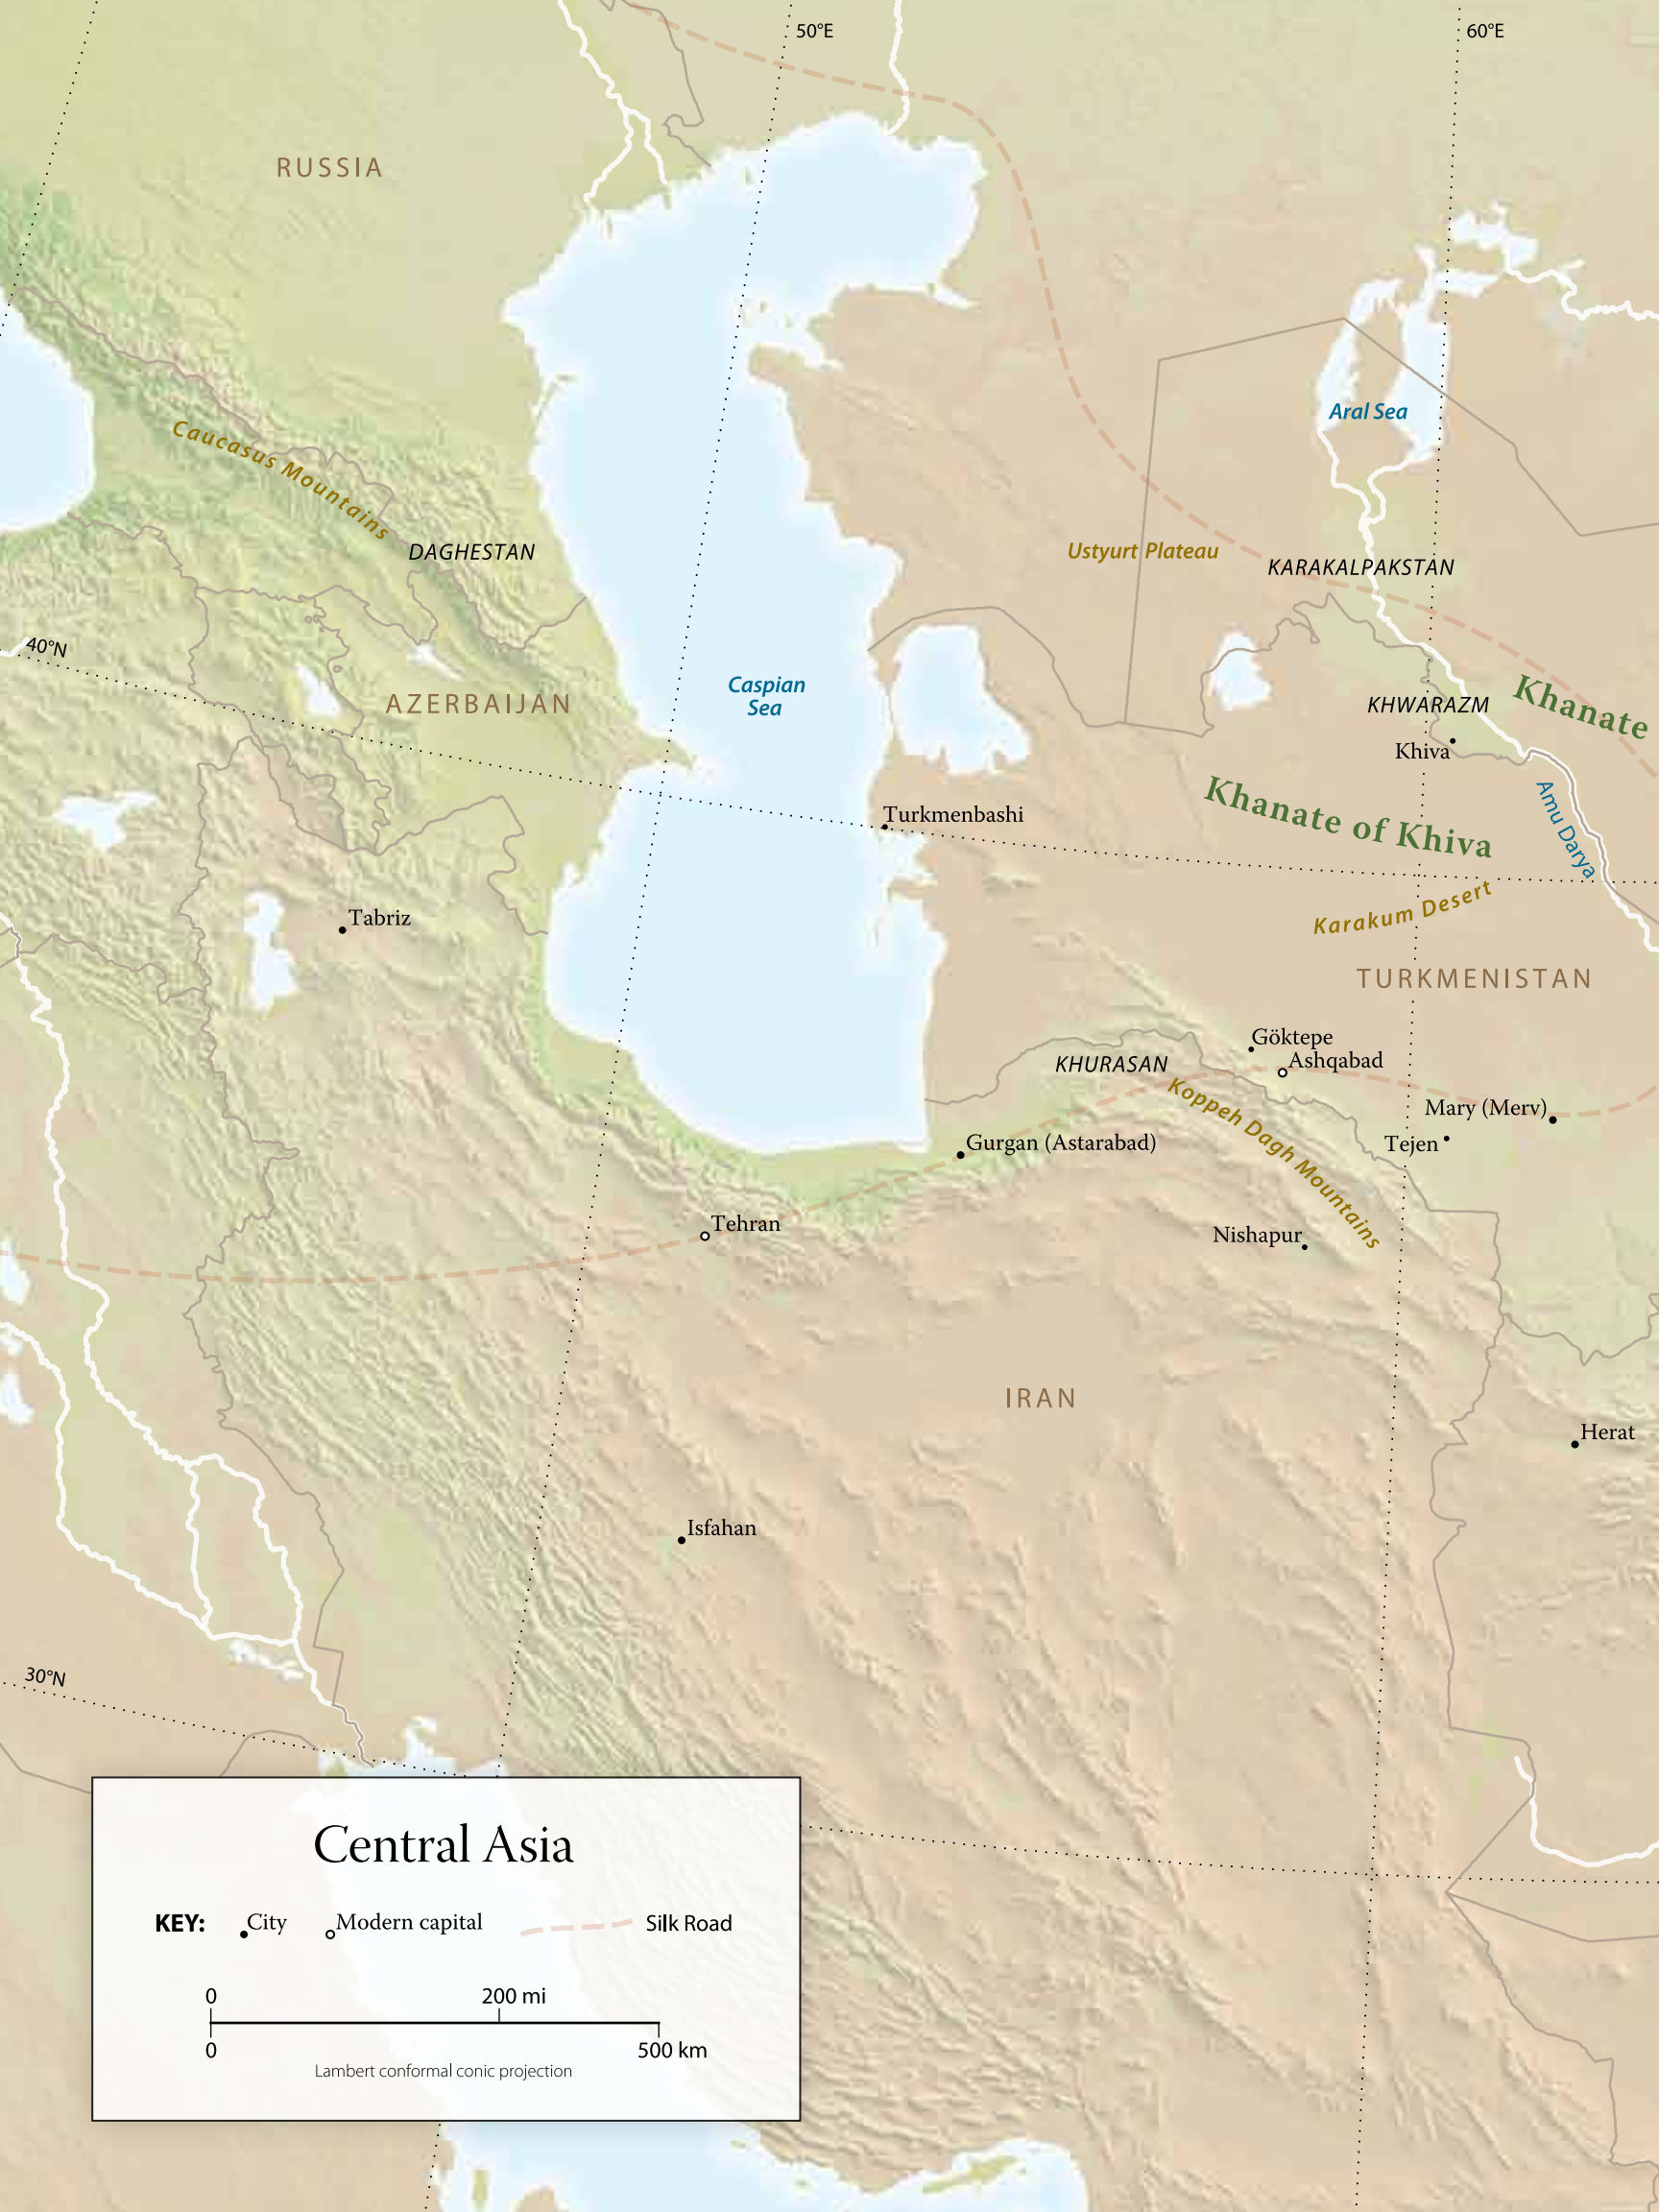 50°E
60°E
RUSSIA
Aral Sea
Caucasus Mountains
DAGHESTAN
Ustyurt Plateau
KARAKALPAKSTAN
40°N
Caspian
Sea
AZERBAIJAN
KHWARAZM
Khanate
Khiva
Khanate of Khiva
Amu Darya
Turkmenbashi
Karakum Desert
Tabriz
TURKMENISTAN
Göktepe
Ashqabad
KHURASAN
Koppeh Dagh Mountains
Mary (Merv)
Tejen
Gurgan (Astarabad)
Tehran
Nishapur
IRAN
Herat
Isfahan
30°N
Central Asia
KEY: City Modern capital Silk Road
0 200 mi
0 500 km
Lambert conformal conic projection